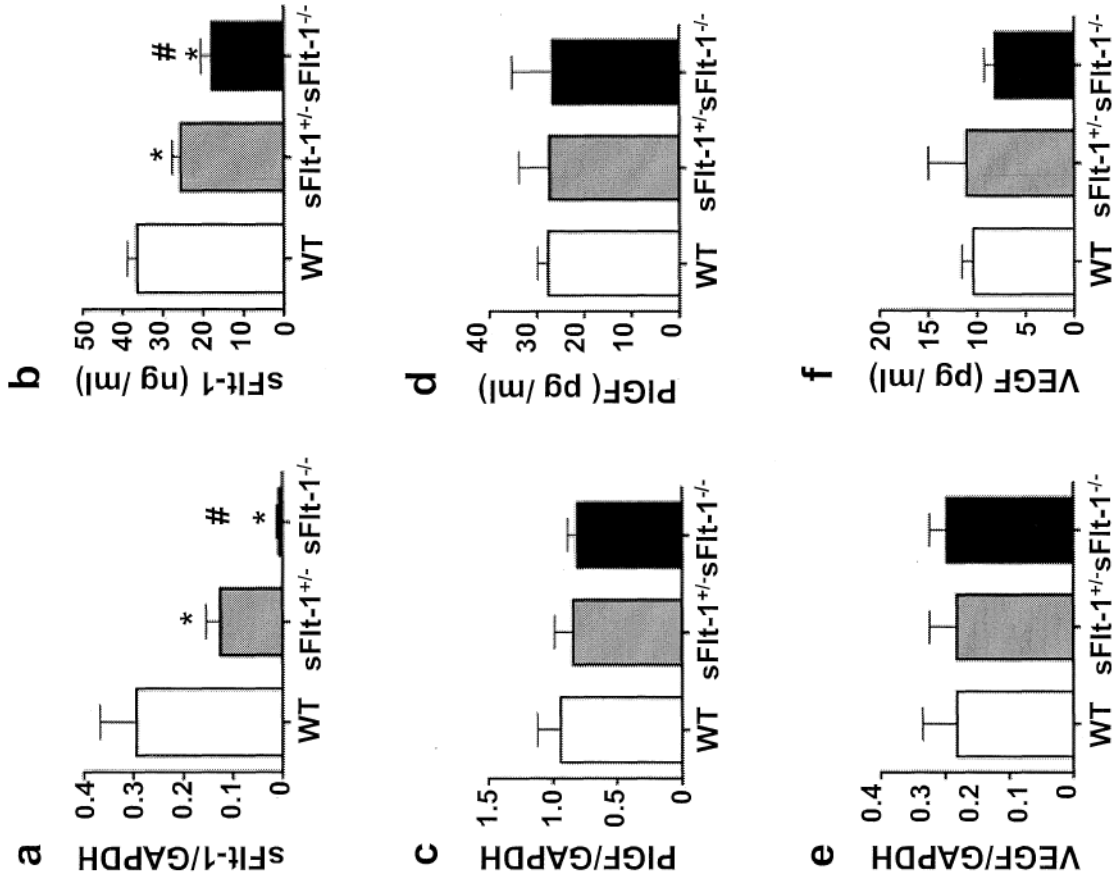 a
sFlt-1/GAPDH
0.4
0.3
0.2
0.1
0
*
#
*
WT
sFlt-1+/-
sFlt-1-/-
b
sFlt-1 (ng/ml)
50
40
30
20
10
0
*
#
*
WT
sFlt-1+/-
sFlt-1-/-
c
PlGF/GAPDH
1.5
1.0
0.5
0
WT
sFlt-1+/-
sFlt-1-/-
d
PlGF (pg/ml)
40
30
20
10
0
WT
sFlt-1+/-
sFlt-1-/-
e
VEGF/GAPDH
0.4
0.3
0.2
0.1
0
WT
sFlt-1+/-
sFlt-1-/-
f
VEGF (pg/ml)
20
15
10
5
0
WT
sFlt-1+/-
sFlt-1-/-